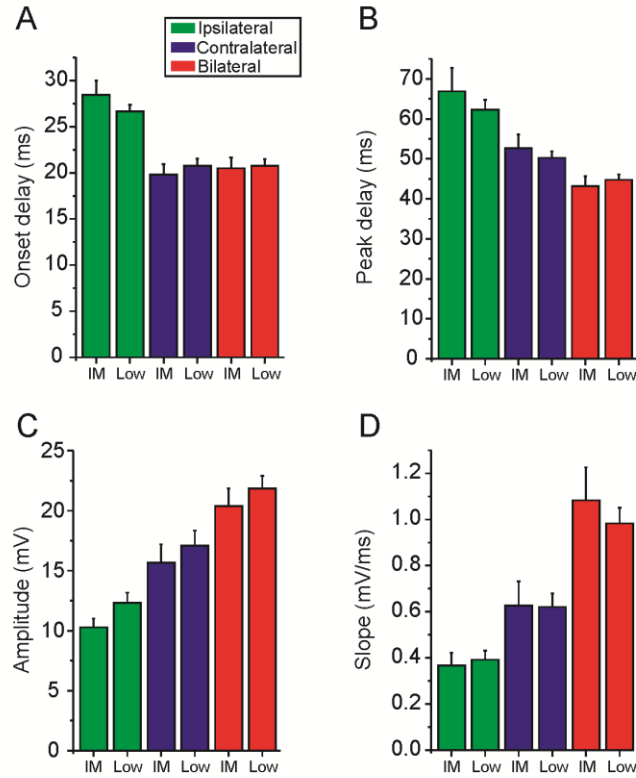 A
Ipsilateral
Contralateral
Bilateral
Onset delay (ms)
30
25
20
15
10
5
0
IM Low IM Low IM Low
B
Peak delay (ms)
70
60
50
40
30
20
10
0
IM Low IM Low IM Low
C
Amplitude (mV)
25
20
15
10
5
0
IM Low IM Low IM Low
D
Slope (mV/ms)
1.2
1.0
0.8
0.6
0.4
0.2
0.0
IM Low IM Low IM Low